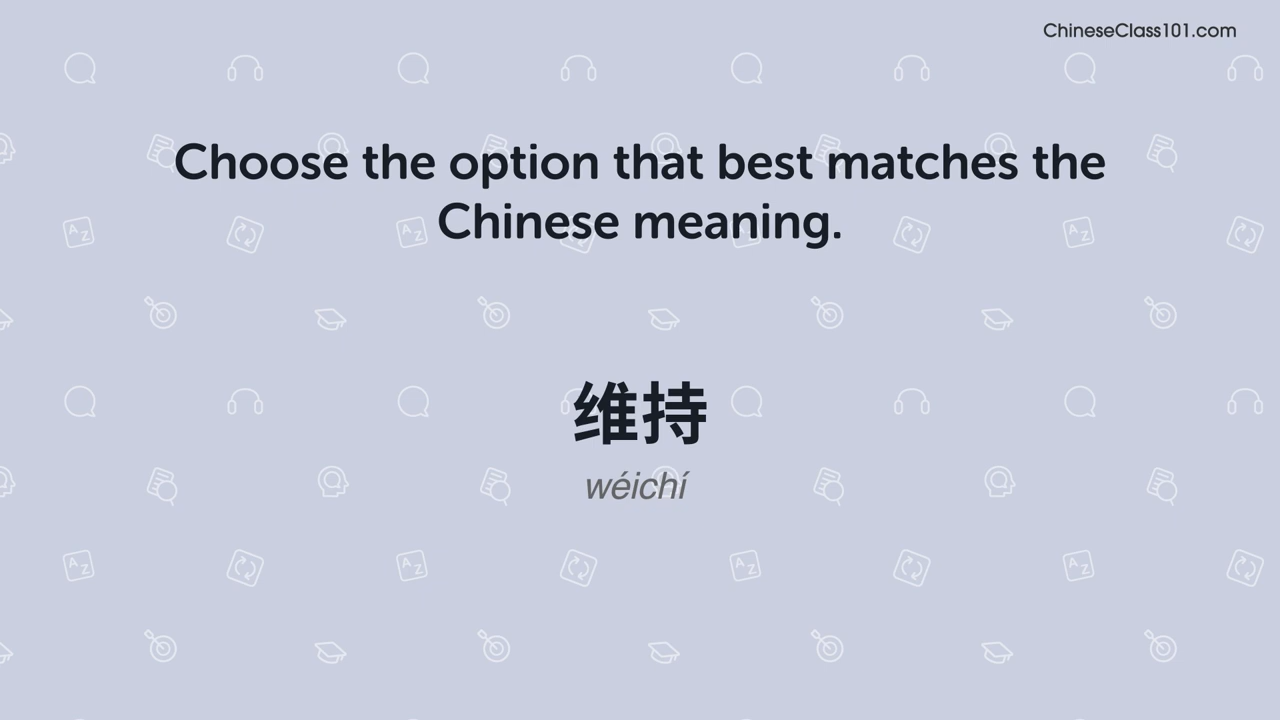 ChineseClass101.com
Choose the option that best matches the
Chinese meaning.
维持
wéichí